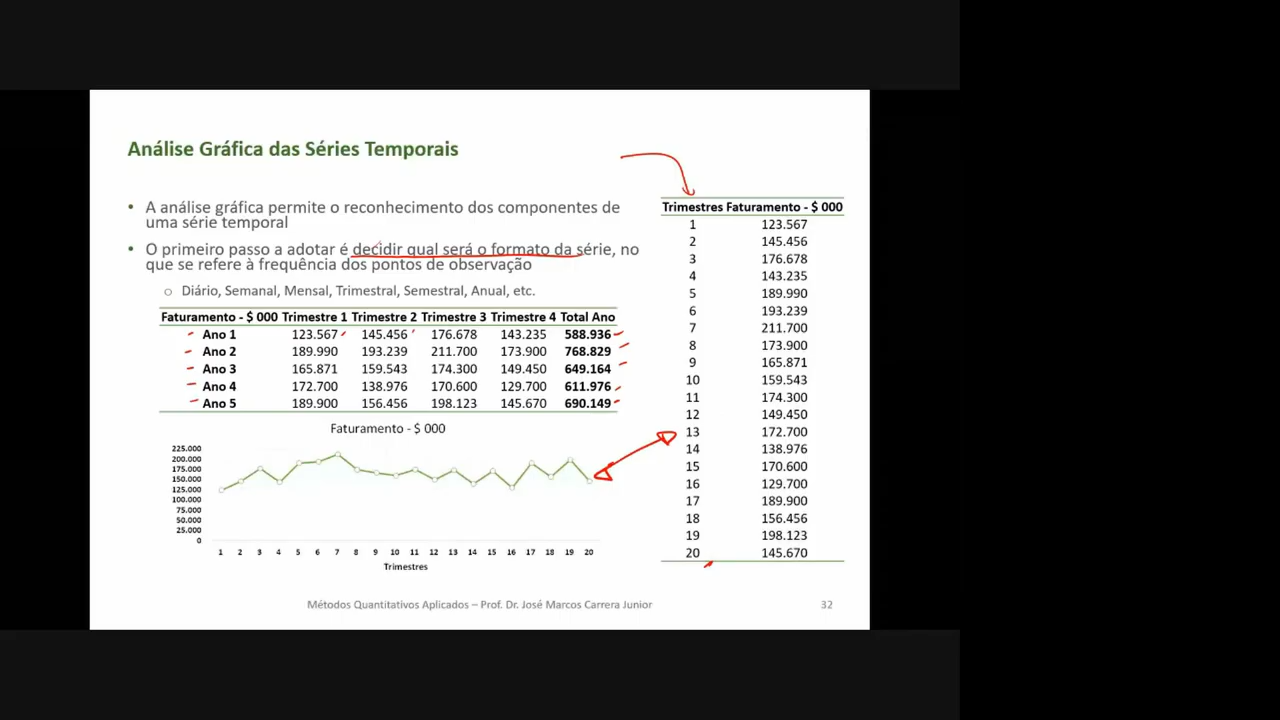 Análise Gráfica das Séries Temporais
• A análise gráfica permite o reconhecimento dos componentes de
uma série temporal
• O primeiro passo a adotar é decidir qual será o formato da série, no
que se refere à frequência dos pontos de observação
o Diário, Semanal, Mensal, Trimestral, Semestral, Anual, etc.
Faturamento - $ 000 Trimestre 1 Trimestre 2 Trimestre 3 Trimestre 4 Total Ano
Ano 1 123.567 145.456 176.678 143.235 588.936
Ano 2 189.990 193.239 211.700 173.900 768.829
Ano 3 165.871 159.543 174.300 149.450 649.164
Ano 4 172.700 138.976 170.600 129.700 611.976
Ano 5 189.900 156.456 198.123 145.670 690.149
Faturamento - $ 000
225.000
200.000
175.000
150.000
125.000
100.000
75.000
50.000
25.000
0
1 2 3 4 5 6 7 8 9 10 11 12 13 14 15 16 17 18 19 20
Trimestres
Trimestres Faturamento - $ 000
1 123.567
2 145.456
3 176.678
4 143.235
5 189.990
6 193.239
7 211.700
8 173.900
9 165.871
10 159.543
11 174.300
12 149.450
13 172.700
14 138.976
15 170.600
16 129.700
17 189.900
18 156.456
19 198.123
20 145.670
Métodos Quantitativos Aplicados – Prof. Dr. José Marcos Carrera Junior 32